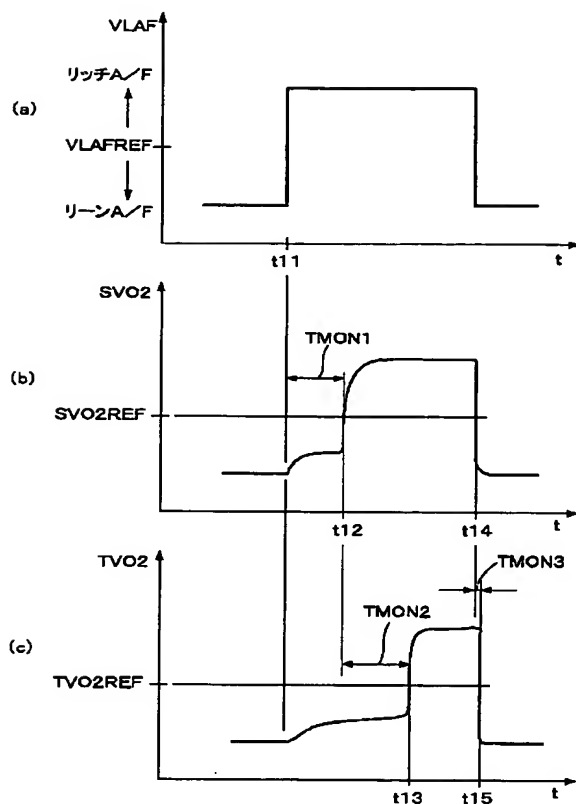 VLAF
リッチA/F
(a)
VLAFREF
リーンA/F
t11
t
SVO2
TMON1
(b)
SVO2REF
t12
t14
t
TVO2
TMON3
TMON2
(c)
TVO2REF
t13
t15
t